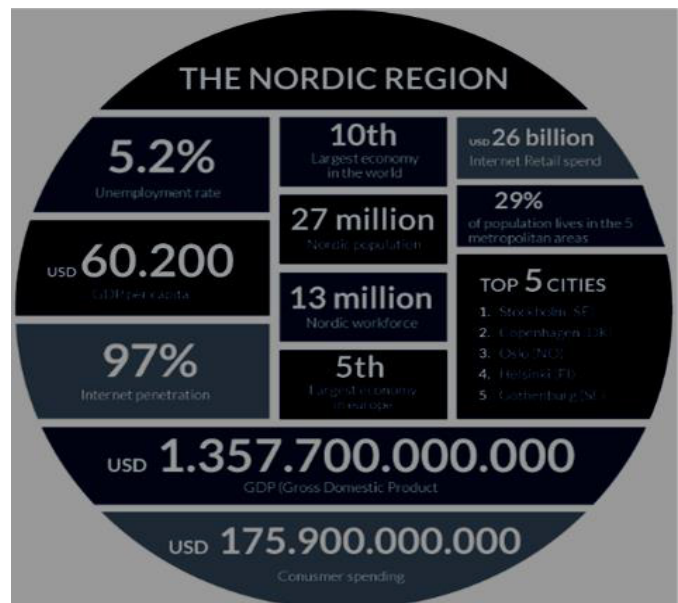 THE NORDIC REGION
5.2%
Unemployment rate
USD 60.200
GDP per capita
97%
Internet penetration
10th
Largest economy
in the world
27 million
Nordic population
13 million
Nordic workforce
5th
Largest economy
in europe
USD 26 billion
Internet Retail spend
29%
of population lives in the 5
metropolitan areas
TOP 5 CITIES
1. Stockholm (SE)
2. Copenhagen (DK)
3. Oslo (NO)
4. Helsinki (FI)
5 Gothenburg (SE)
USD 1.357.700.000.000
GDP (Gross Domestic Product
USD 175.900.000.000
Conusmer spending